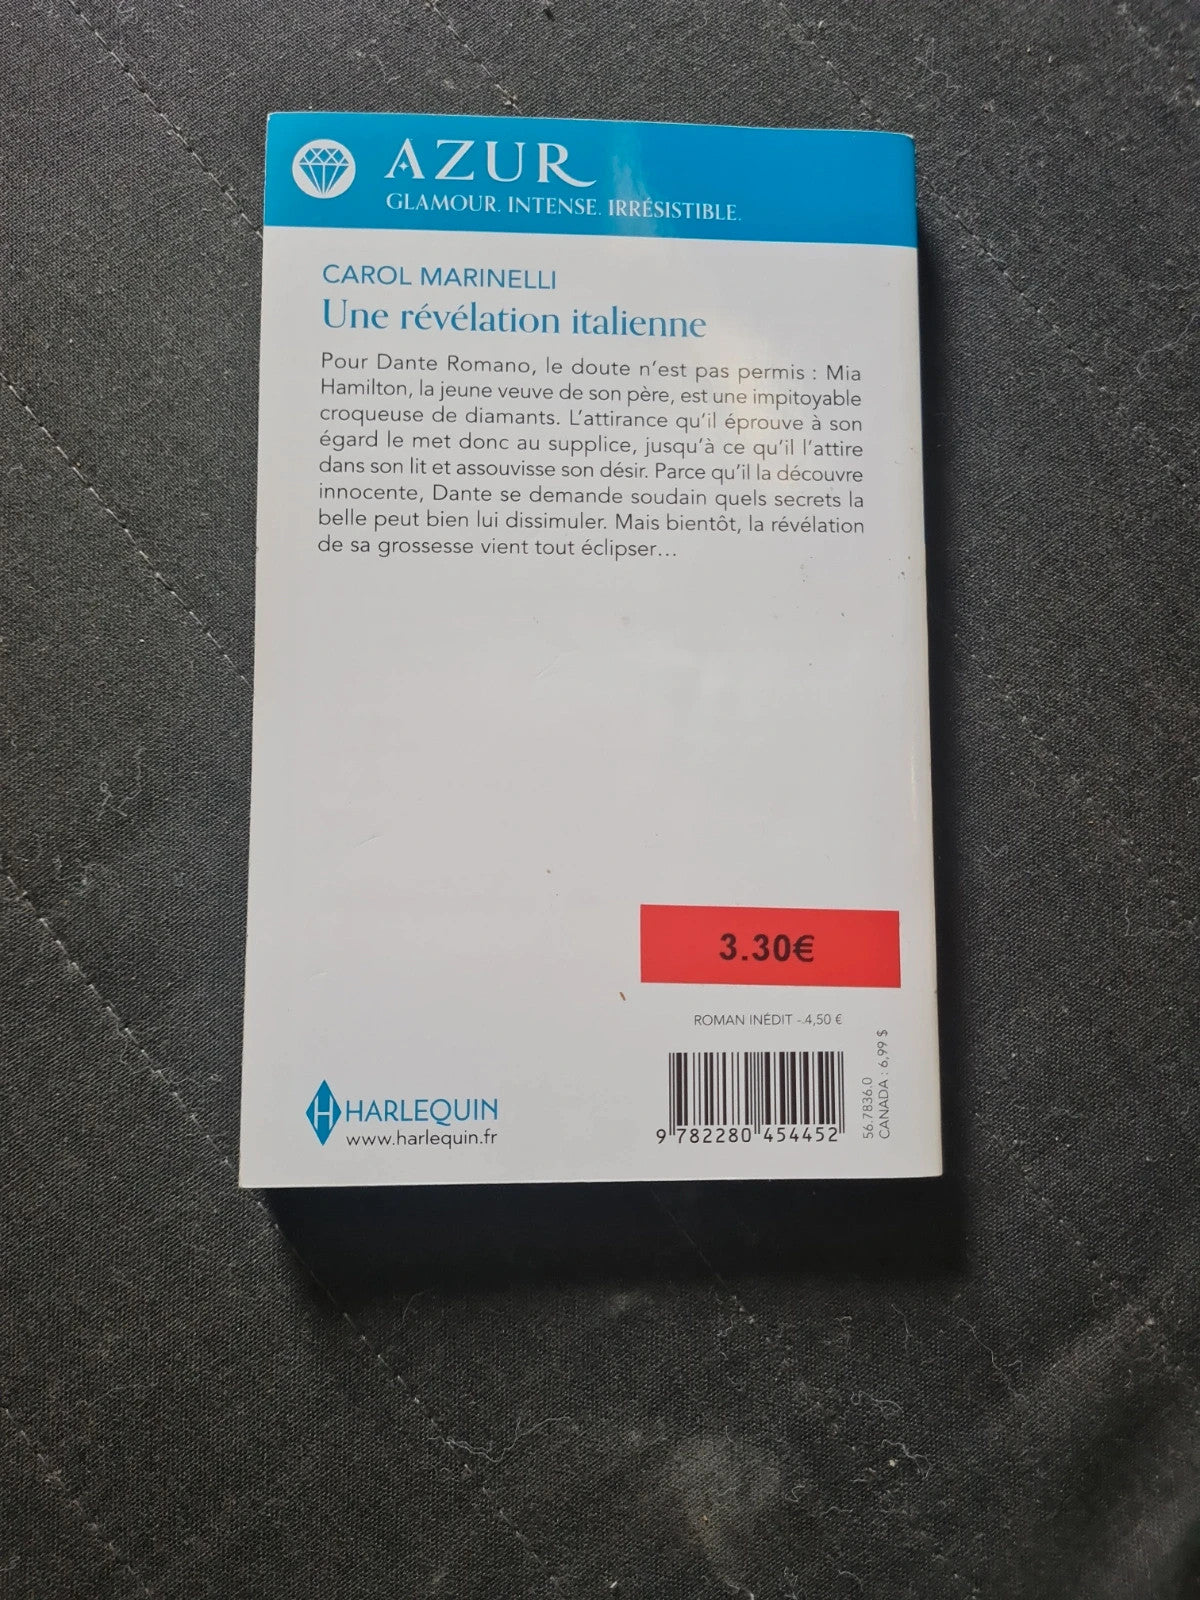 AZUR
GLAMOUR. INTENSE. IRRÉSISTIBLE.
CAROL MARINELLI
Une révélation italienne
Pour Dante Romano, le doute n'est pas permis : Mia
Hamilton, la jeune veuve de son père, est une impitoyable
croqueuse de diamants. L'attirance qu'il éprouve à son
égard le met donc au supplice, jusqu'à ce qu'il l'attire
dans son lit et assouvisse son désir. Parce qu'il la découvre
innocente, Dante se demande soudain quels secrets la
belle peut bien lui dissimuler. Mais bientôt, la révélation
de sa grossesse vient tout éclipser…
3.30€
ROMAN INÉDIT - 4,50 €
9 782280 454452
56.7836.0
CANADA : 6,99 $
H HARLEQUIN
www.harlequin.fr